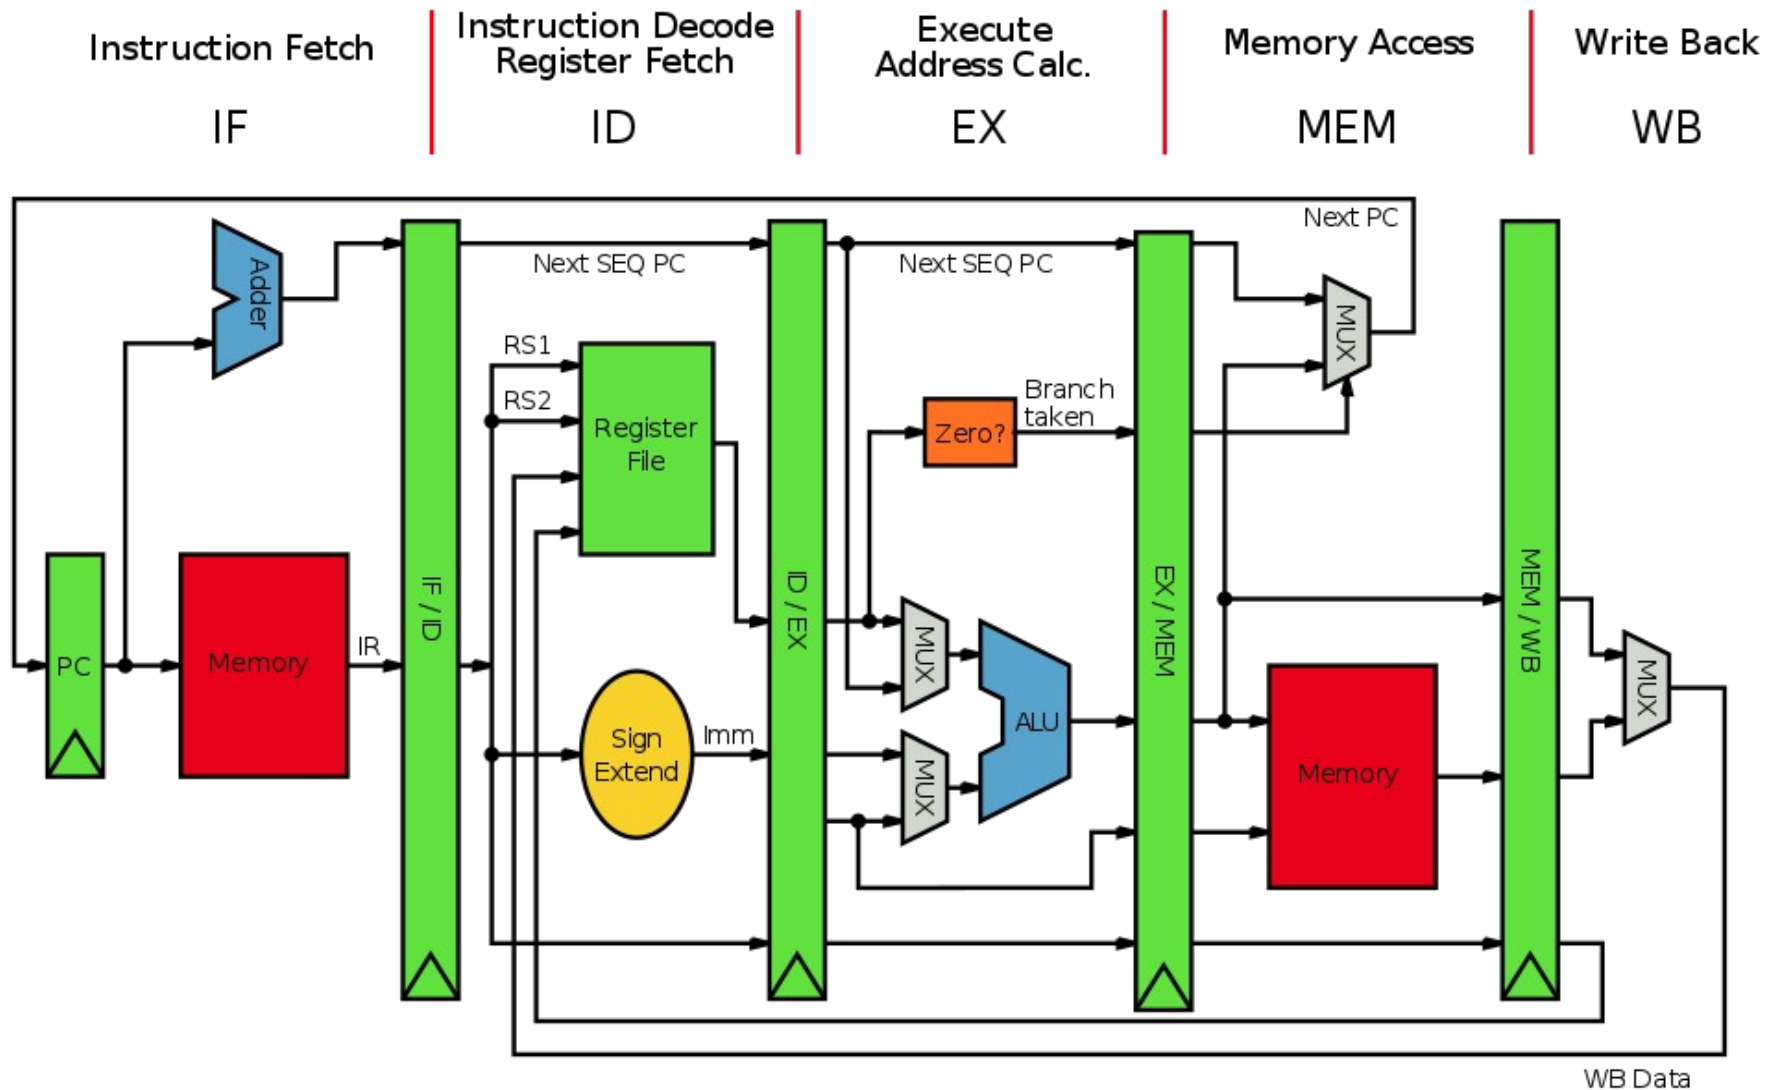 Instruction Fetch
IF
Instruction Decode
Register Fetch
ID
Execute
Address Calc.
EX
Memory Access
MEM
Write Back
WB
Next PC
Adder
Next SEQ PC
Next SEQ PC
MUX
RS1
RS2
Register
File
Branch
taken
Zero?
PC
Memory
IR
IF / ID
ID / EX
EX / MEM
MEM / WB
MUX
MUX
ALU
Sign
Extend
Imm
Memory
MUX
WB Data